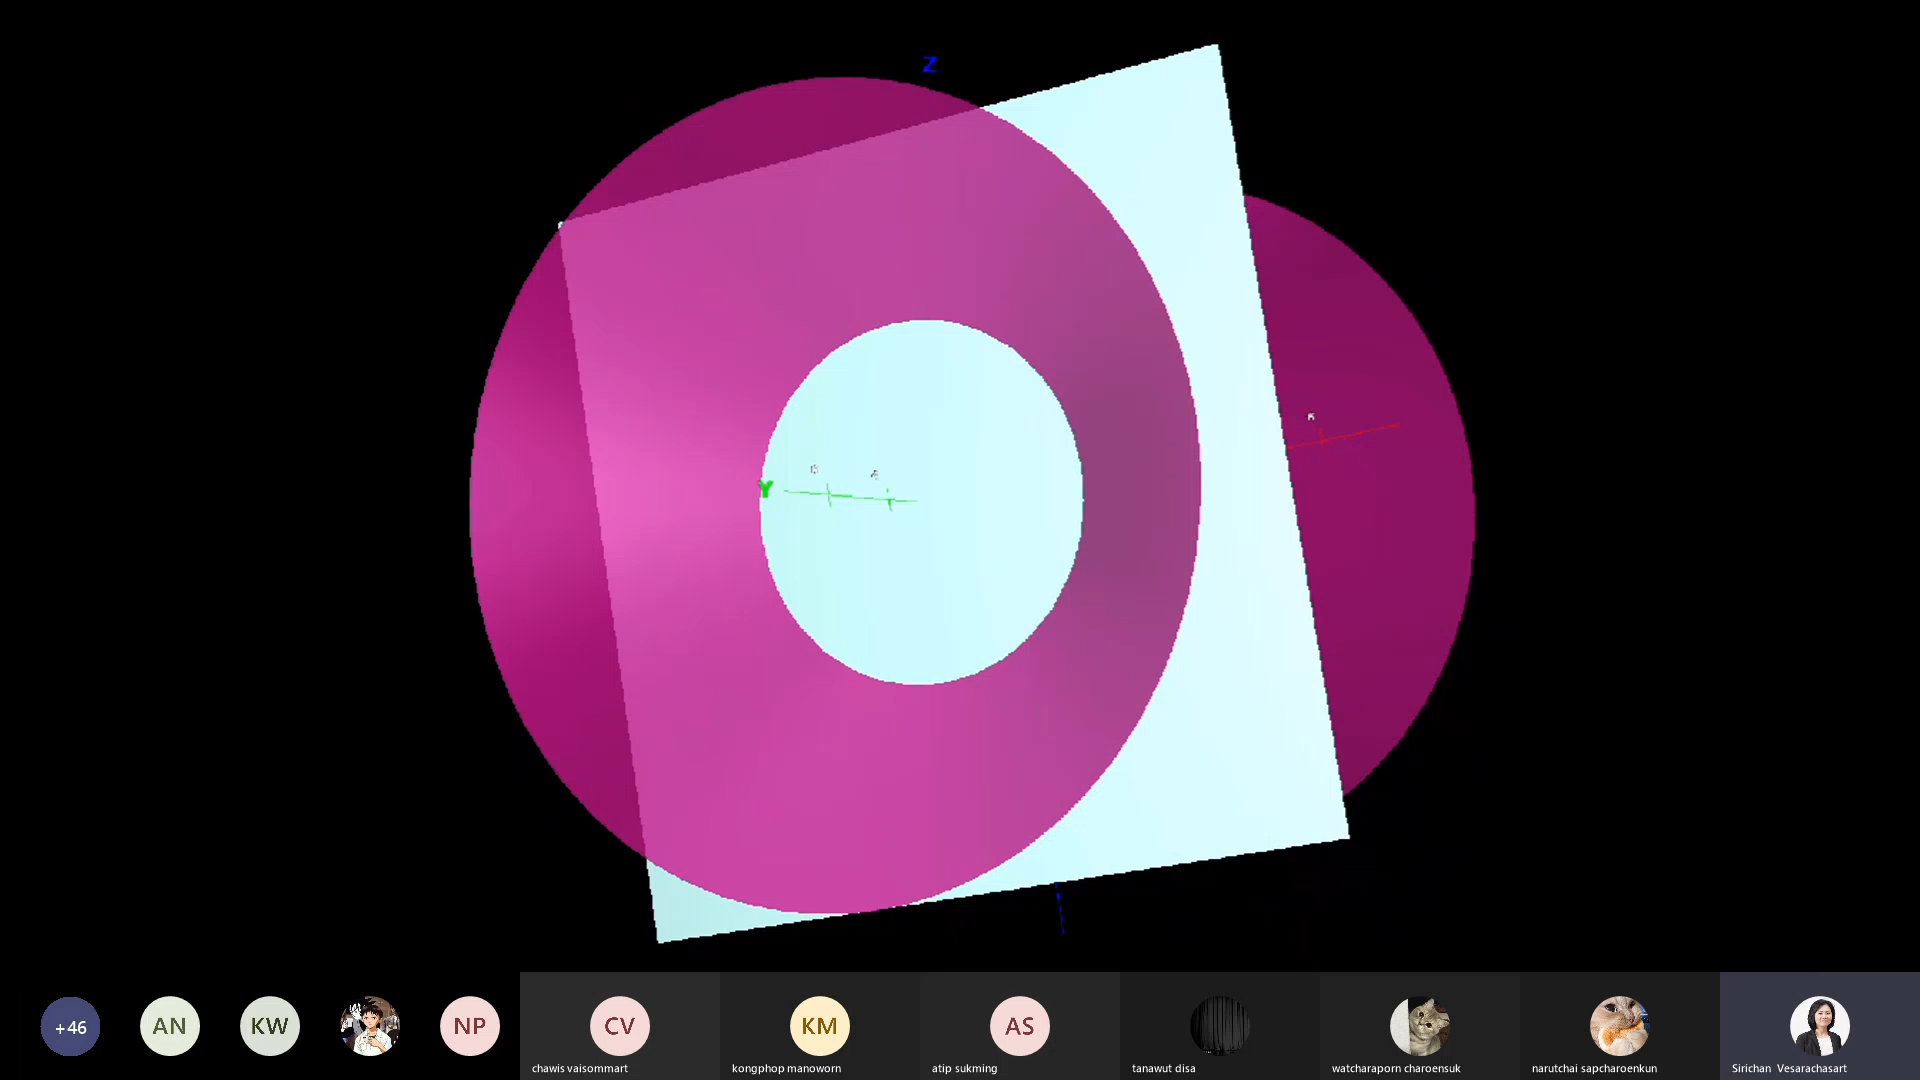 Z
Y
+46
AN
KW
NP
CV
KM
AS
chawis vaisommart
kongphop manoworn
atip sukming
tanawut disa
watcharaporn charoensuk
narutchai sapcharoenkun
Sirichan Vesarachasart